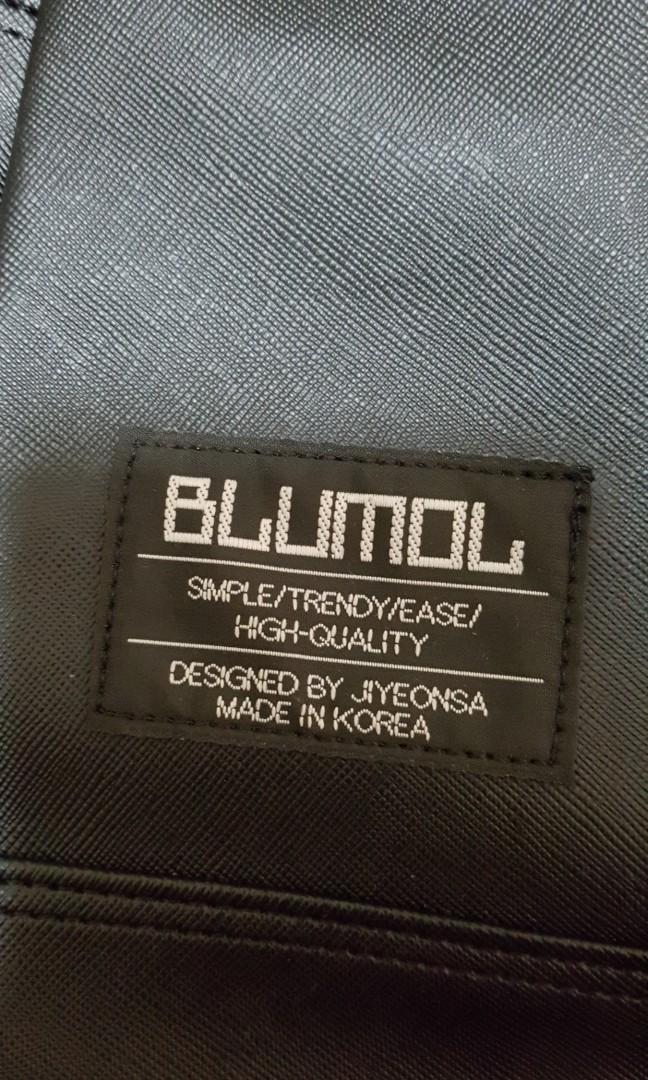 BLUMOL
SIMPLE/TRENDY/EASE/
HIGH-QUALITY
DESIGNED BY JIYEONSA
MADE IN KOREA